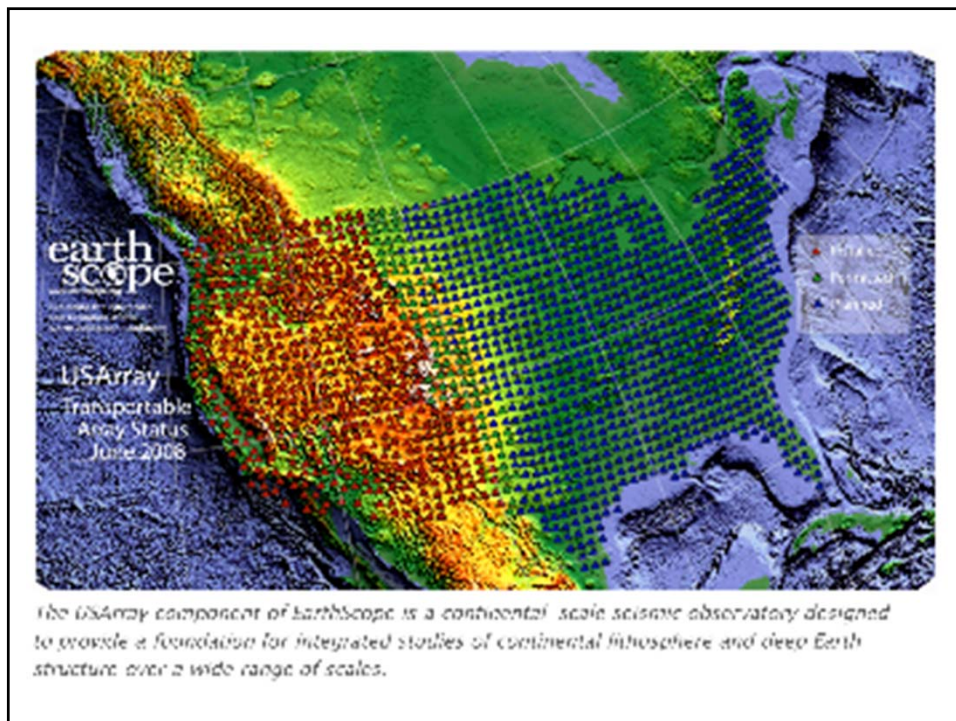 earth
scope
USArray
Transportable
Array Status
June 2008
Planned
The USArray component of EarthScope is a continental-scale seismic observatory designed
to provide a foundation for integrated studies of continental lithosphere and deep Earth
structure over a wide range of scales.